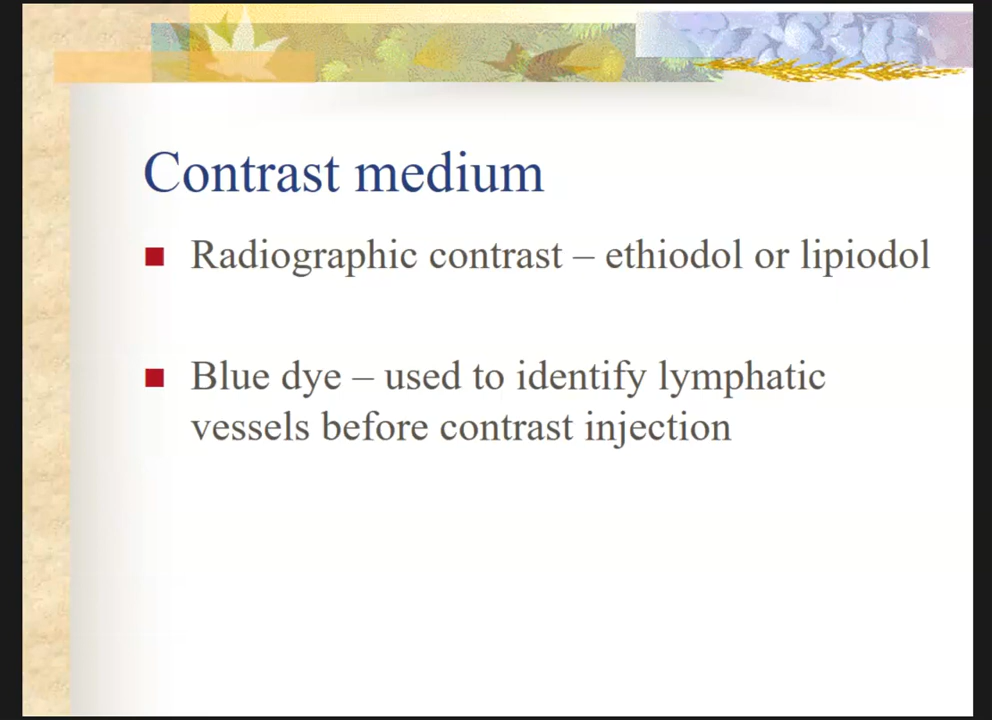 Contrast medium
Radiographic contrast – ethiodol or lipiodol
Blue dye – used to identify lymphatic
vessels before contrast injection